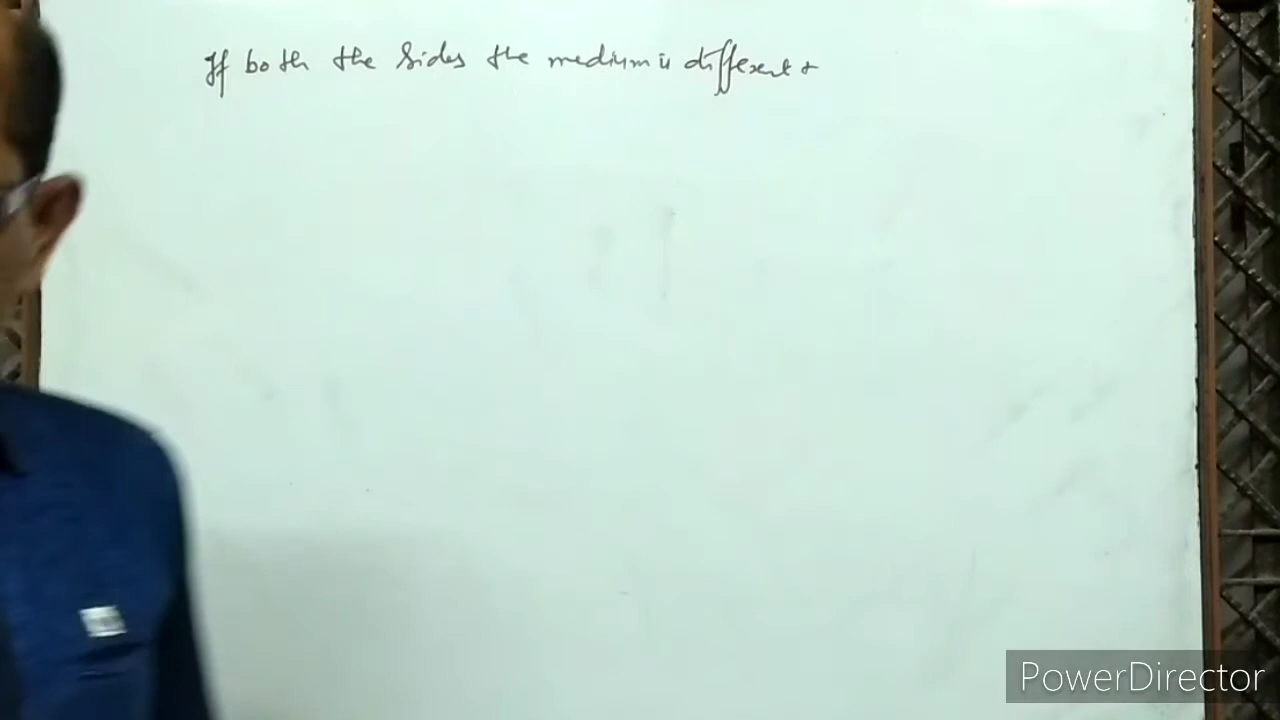 If both the Sides the medium is different
PowerDirector